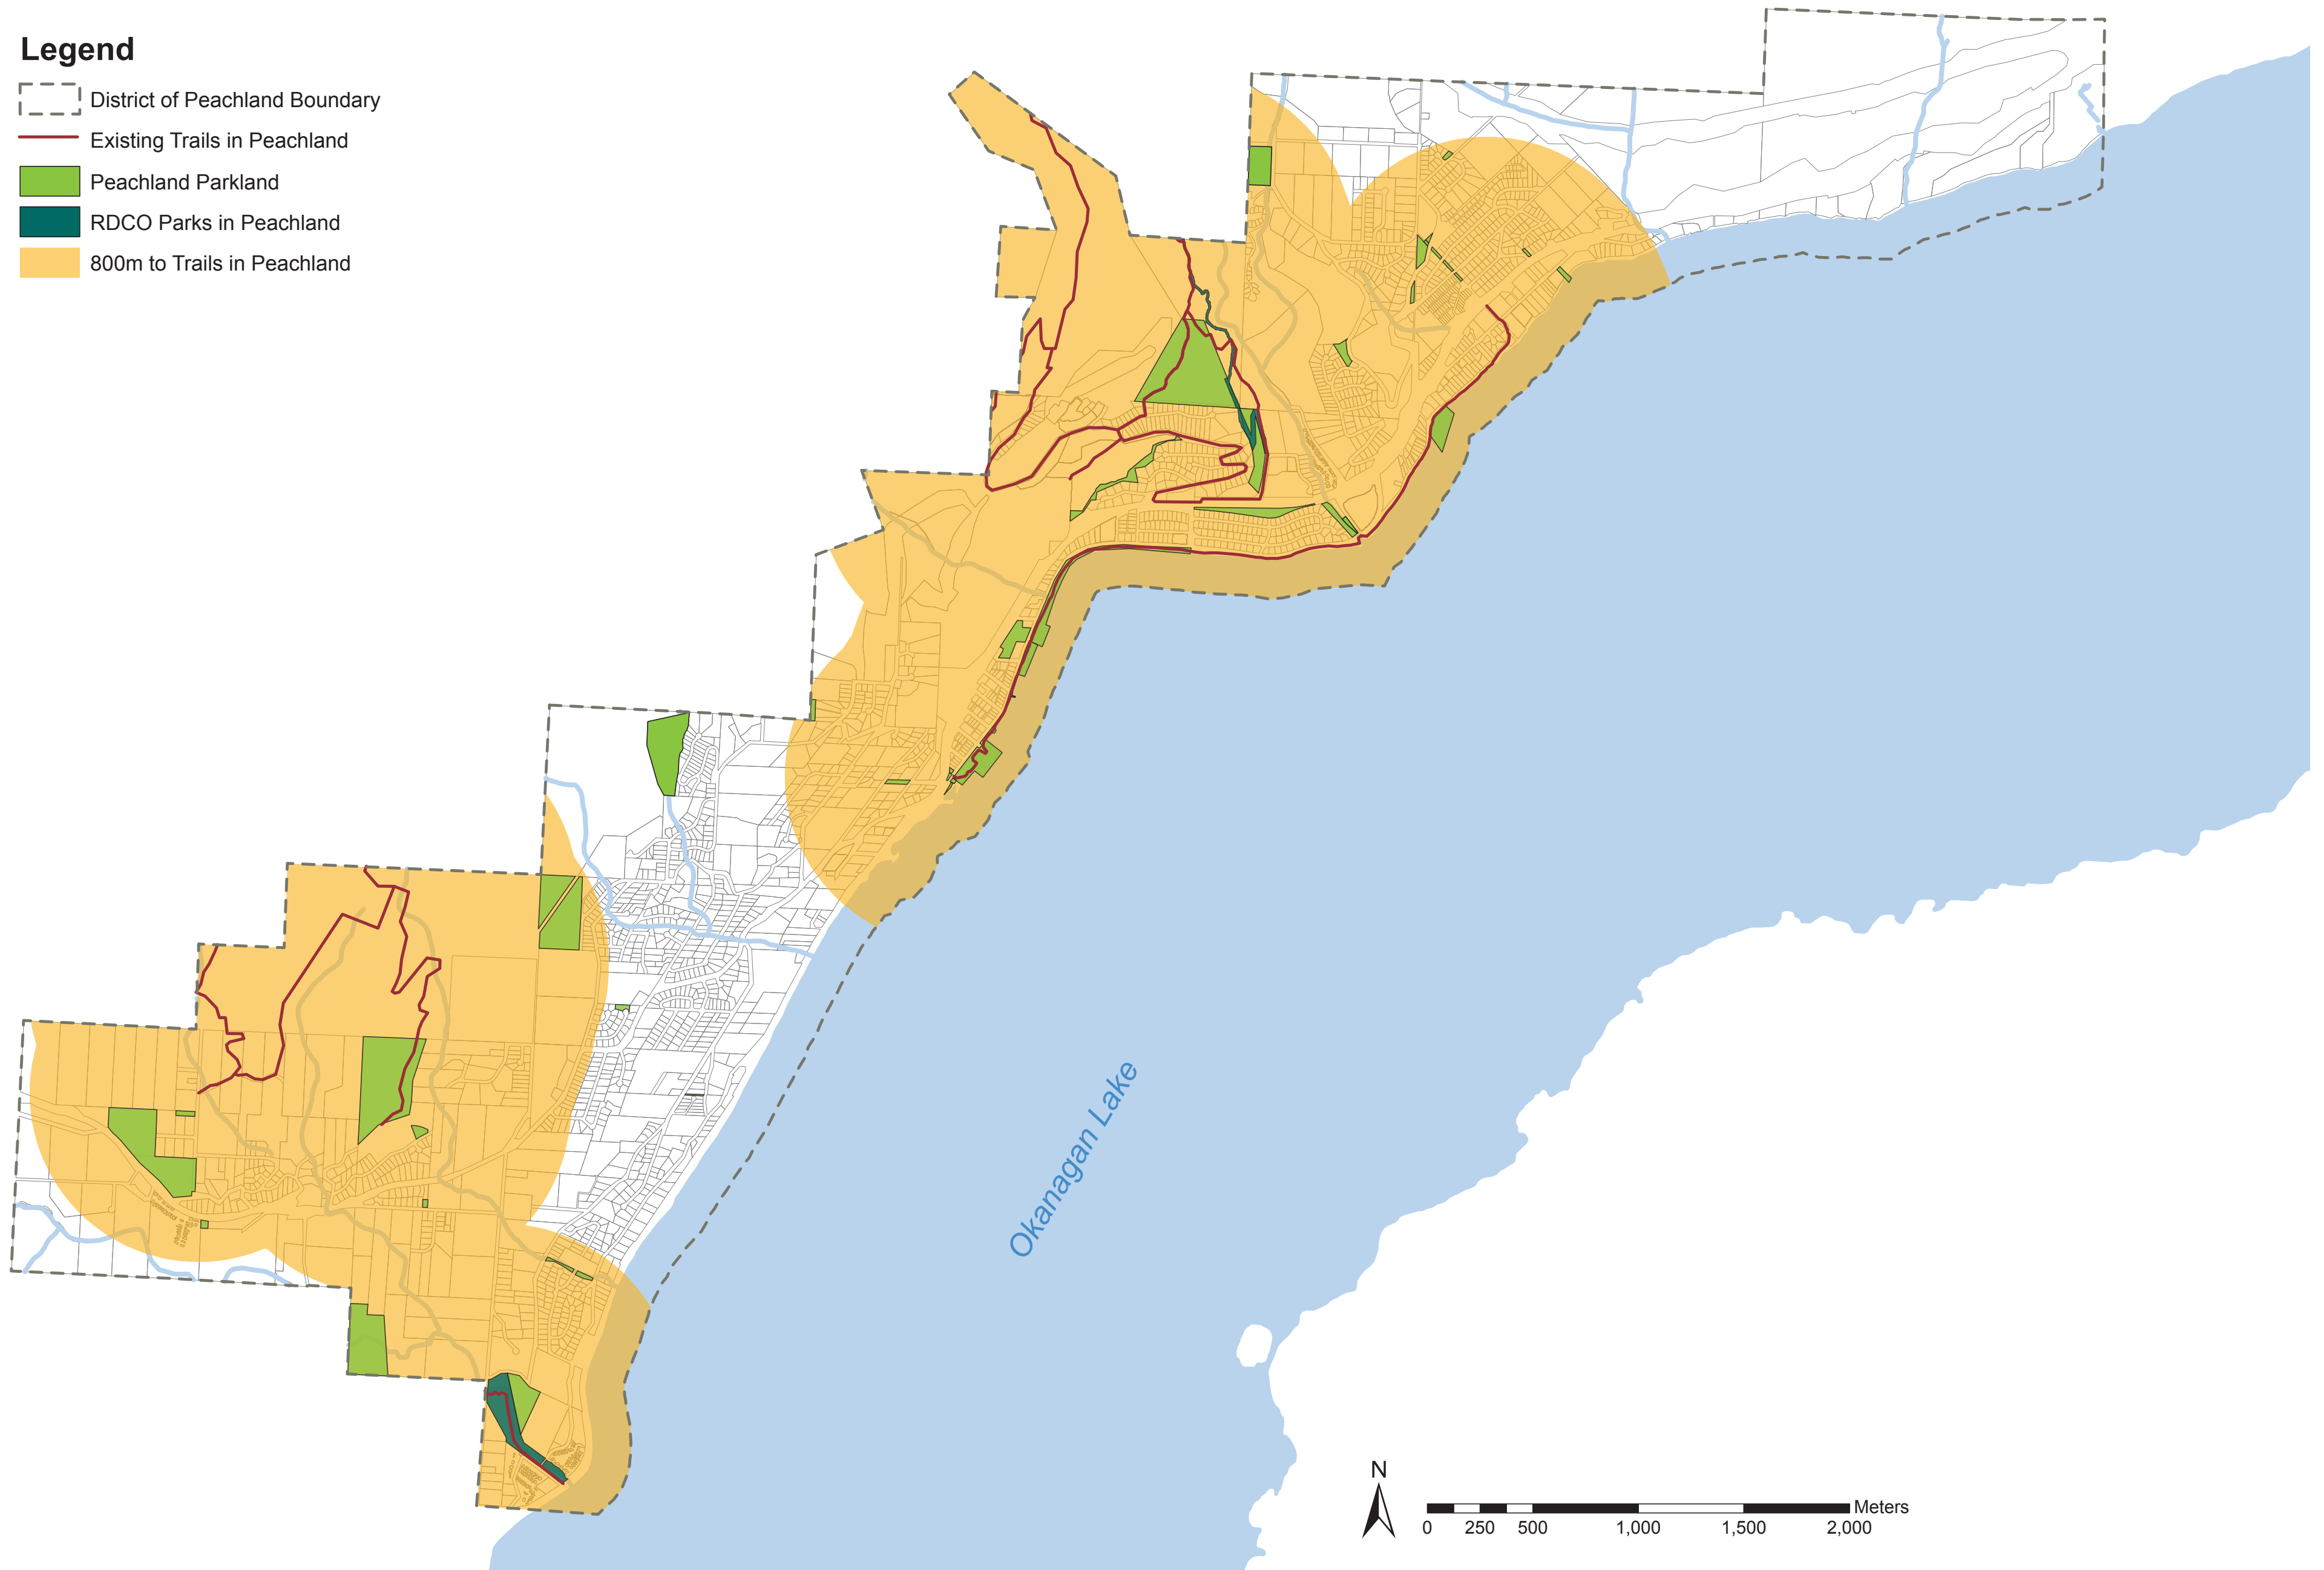 Legend
District of Peachland Boundary
Existing Trails in Peachland
Peachland Parkland
RDCO Parks in Peachland
800m to Trails in Peachland
Okanagan Lake
N
Meters
0 250 500 1,000 1,500 2,000